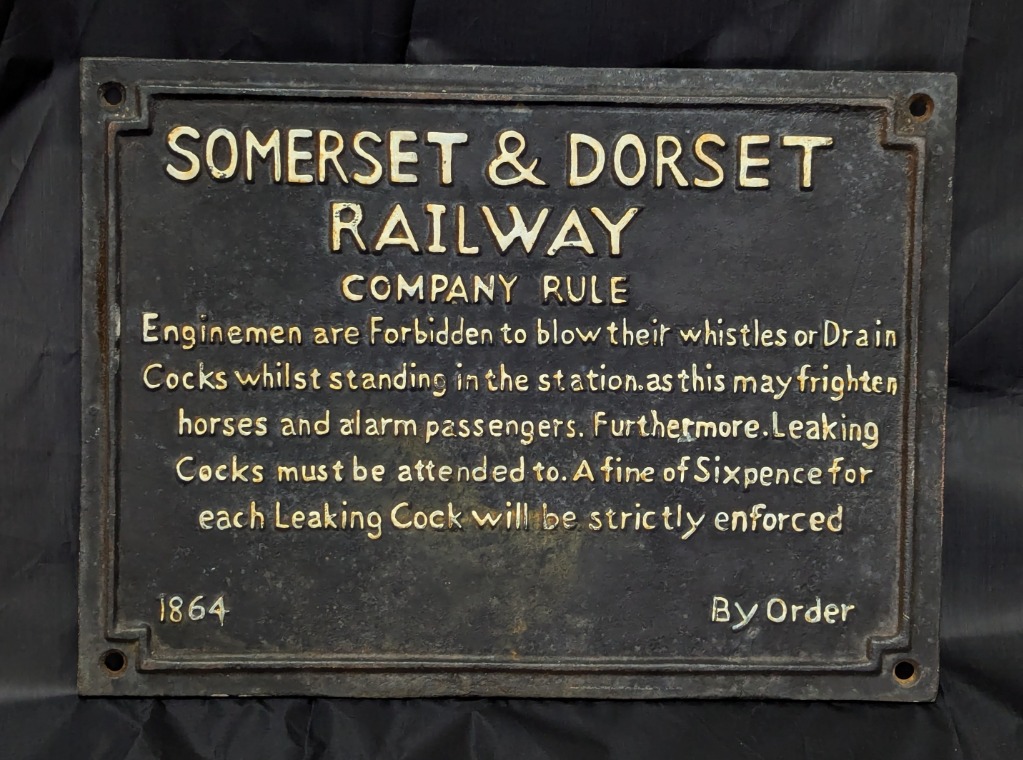 SOMERSET & DORSET
RAILWAY
COMPANY RULE
Enginemen are Forbidden to blow their whistles or Drain
Cocks whilst standing in the station.as this may frighten
horses and alarm passengers. Furthermore.Leaking
Cocks must be attended to. A fine of Sixpence for
each Leaking Cock will be strictly enforced
1864 By Order